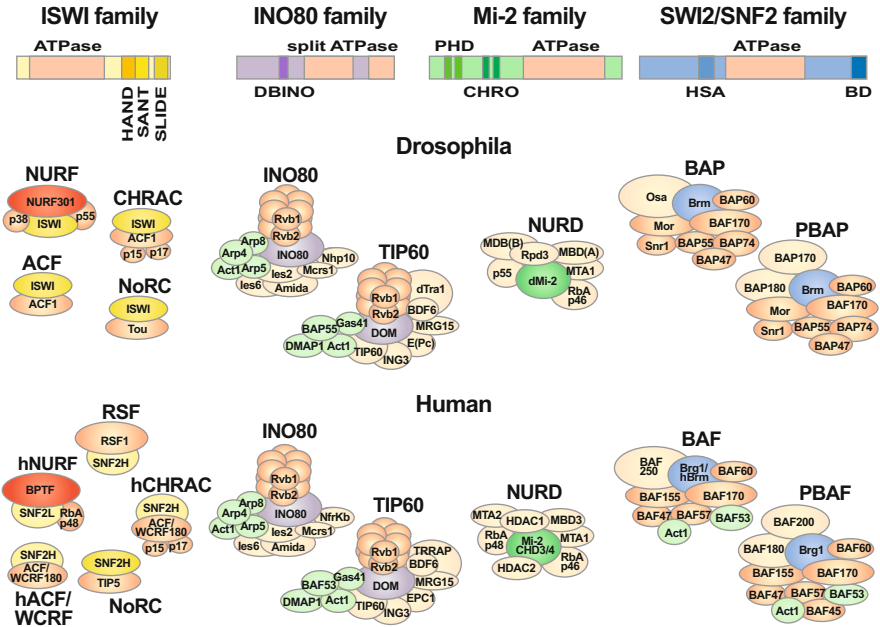 ISWI family
INO80 family
Mi-2 family
SWI2/SNF2 family
ATPase
split ATPase
PHD
ATPase
ATPase
DBINO
CHRO
HSA
BD
HAND
SANT
SLIDE
Drosophila
NURF
NURF301
p38
ISWI
p55
CHRAC
ISWI
ACF1
p15
p17
ACF
ISWI
ACF1
NoRC
ISWI
Tou
INO80
Rvb1
Rvb2
Arp8
Arp4
INO80
Act1
Arp5
Ies2
Nhp10
Mcrs1
Ies6
Amida
TIP60
Rvb1
dTra1
Rvb2
BDF6
Gas41
BAP55
DOM
MRG15
DMAP1
Act1
TIP60
E(Pc)
ING3
NURD
MDB(B)
Rpd3
MBD(A)
p55
dMi-2
MTA1
RbA
p46
BAP
Osa
Brm
BAP60
Mor
BAF170
Snr1
BAP55
BAP74
BAP47
PBAP
BAP170
BAP180
Brm
BAP60
Mor
BAF170
Snr1
BAP55
BAP74
BAP47
Human
RSF
RSF1
SNF2H
hNURF
BPTF
SNF2L
RbA
p48
hCHRAC
SNF2H
ACF/
WCRF180
p15
p17
SNF2H
ACF/
WCRF180
hACF/
WCRF
SNF2H
TIP5
NoRC
INO80
Rvb1
Rvb2
Arp8
Arp4
INO80
Act1
Arp5
Ies2
NfrKb
Mcrs1
Ies6
Amida
TIP60
Rvb1
TRRAP
Rvb2
BDF6
Gas41
BAF53
DOM
MRG15
DMAP1
Act1
TIP60
EPC1
ING3
NURD
MTA2
HDAC1
MBD3
RbA
p48
Mi-2
CHD3/4
MTA1
HDAC2
RbA
p46
BAF
BAF
250
Brg1/
hBrm
BAF60
BAF155
BAF170
BAF47
BAF57
BAF53
Act1
PBAF
BAF200
BAF180
Brg1
BAF60
BAF155
BAF170
BAF47
BAF57
BAF53
Act1
BAF45